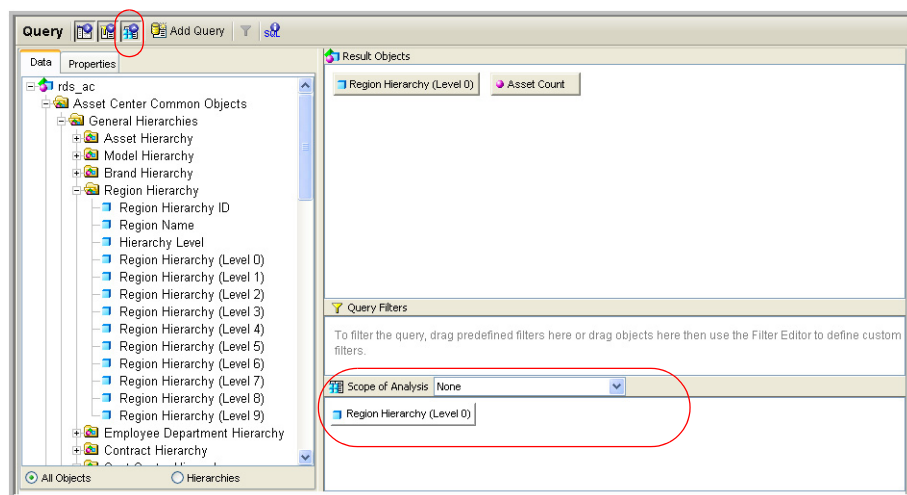 Query Add Query SQL
Data Properties
rds_ac
Asset Center Common Objects
General Hierarchies
Asset Hierarchy
Model Hierarchy
Brand Hierarchy
Region Hierarchy
Region Hierarchy ID
Region Name
Hierarchy Level
Region Hierarchy (Level 0)
Region Hierarchy (Level 1)
Region Hierarchy (Level 2)
Region Hierarchy (Level 3)
Region Hierarchy (Level 4)
Region Hierarchy (Level 5)
Region Hierarchy (Level 6)
Region Hierarchy (Level 7)
Region Hierarchy (Level 8)
Region Hierarchy (Level 9)
Employee Department Hierarchy
Contract Hierarchy
All Objects Hierarchies
Result Objects
Region Hierarchy (Level 0) Asset Count
Query Filters
To filter the query, drag predefined filters here or drag objects here then use the Filter Editor to define custom
filters.
Scope of Analysis None
Region Hierarchy (Level 0)